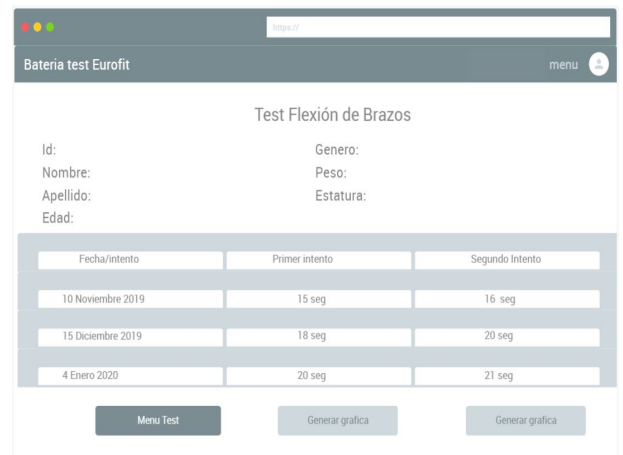 https://
Bateria test Eurofit menu
Test Flexión de Brazos
Id: Genero:
Nombre: Peso:
Apellido: Estatura:
Edad:
Fecha/intento Primer intento Segundo Intento
10 Noviembre 2019 15 seg 16 seg
15 Diciembre 2019 18 seg 20 seg
4 Enero 2020 20 seg 21 seg
Menu Test Generar grafica Generar grafica